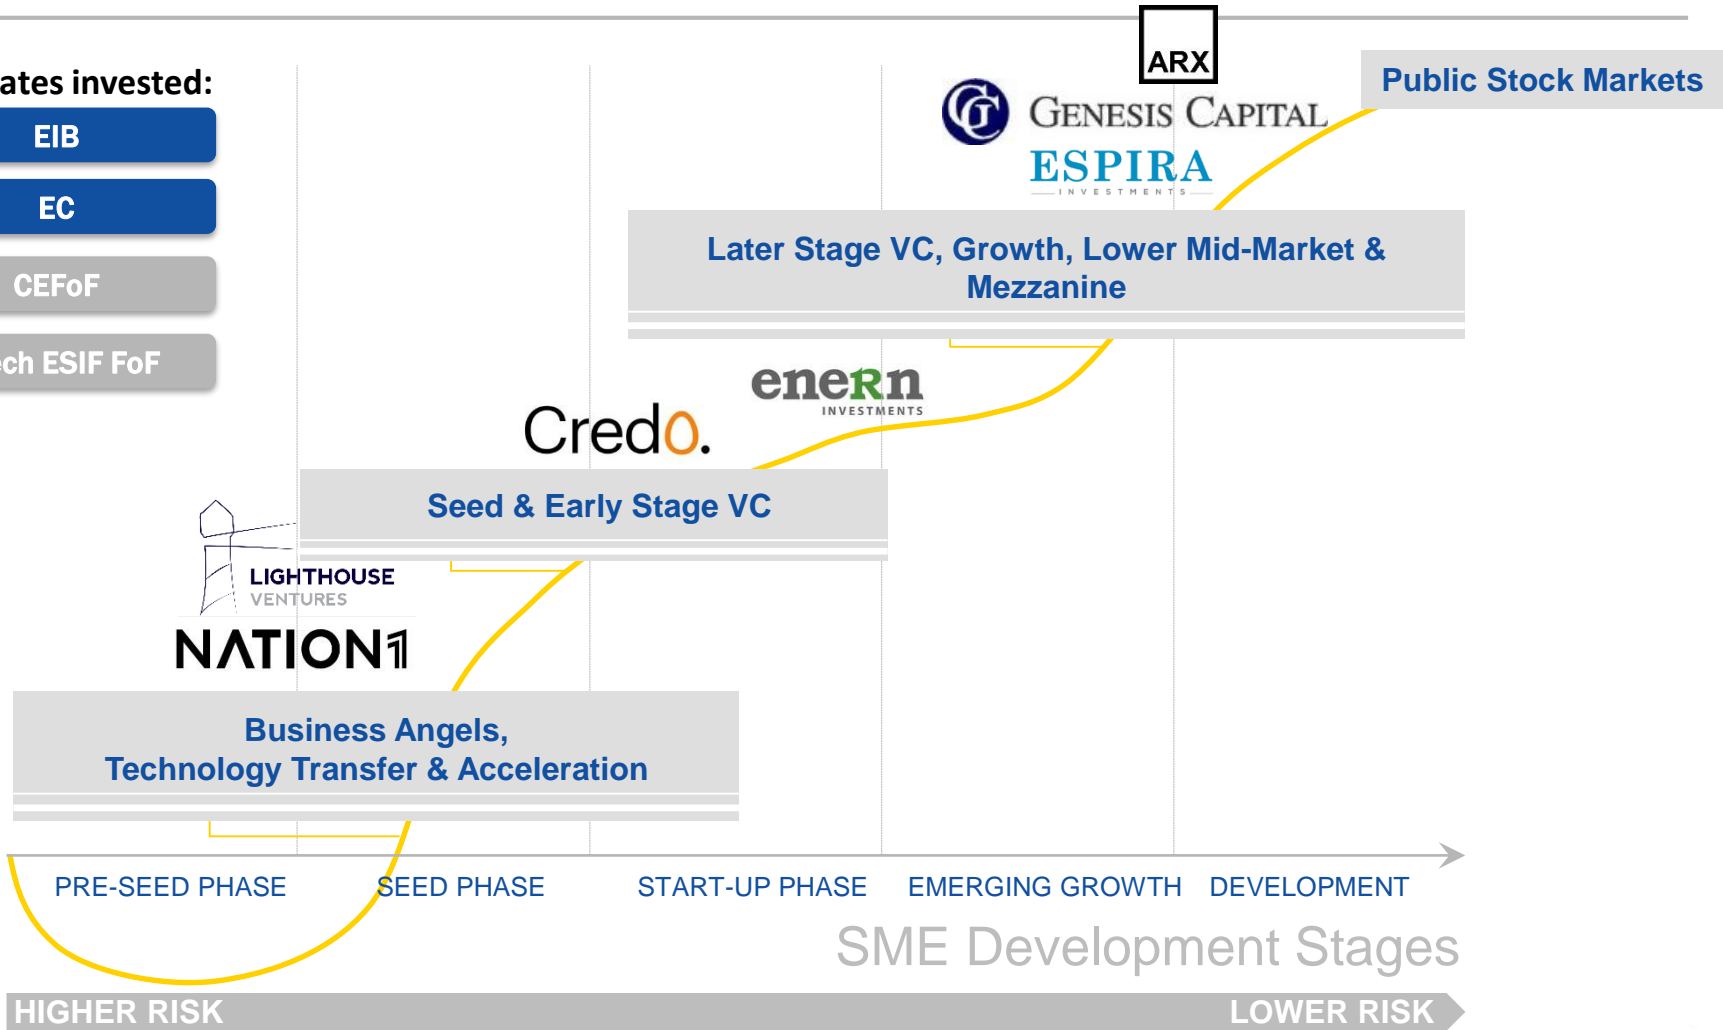 ates invested:
EIB
EC
CEFoF
ech ESIF FoF
ARX
Public Stock Markets
GENESIS CAPITAL
ESPIRA
INVESTMENTS
Later Stage VC, Growth, Lower Mid-Market &
Mezzanine
enern
INVESTMENTS
Credo.
Seed & Early Stage VC
LIGHTHOUSE
VENTURES
NATION1
Business Angels,
Technology Transfer & Acceleration
PRE-SEED PHASE SEED PHASE START-UP PHASE EMERGING GROWTH DEVELOPMENT
SME Development Stages
HIGHER RISK LOWER RISK